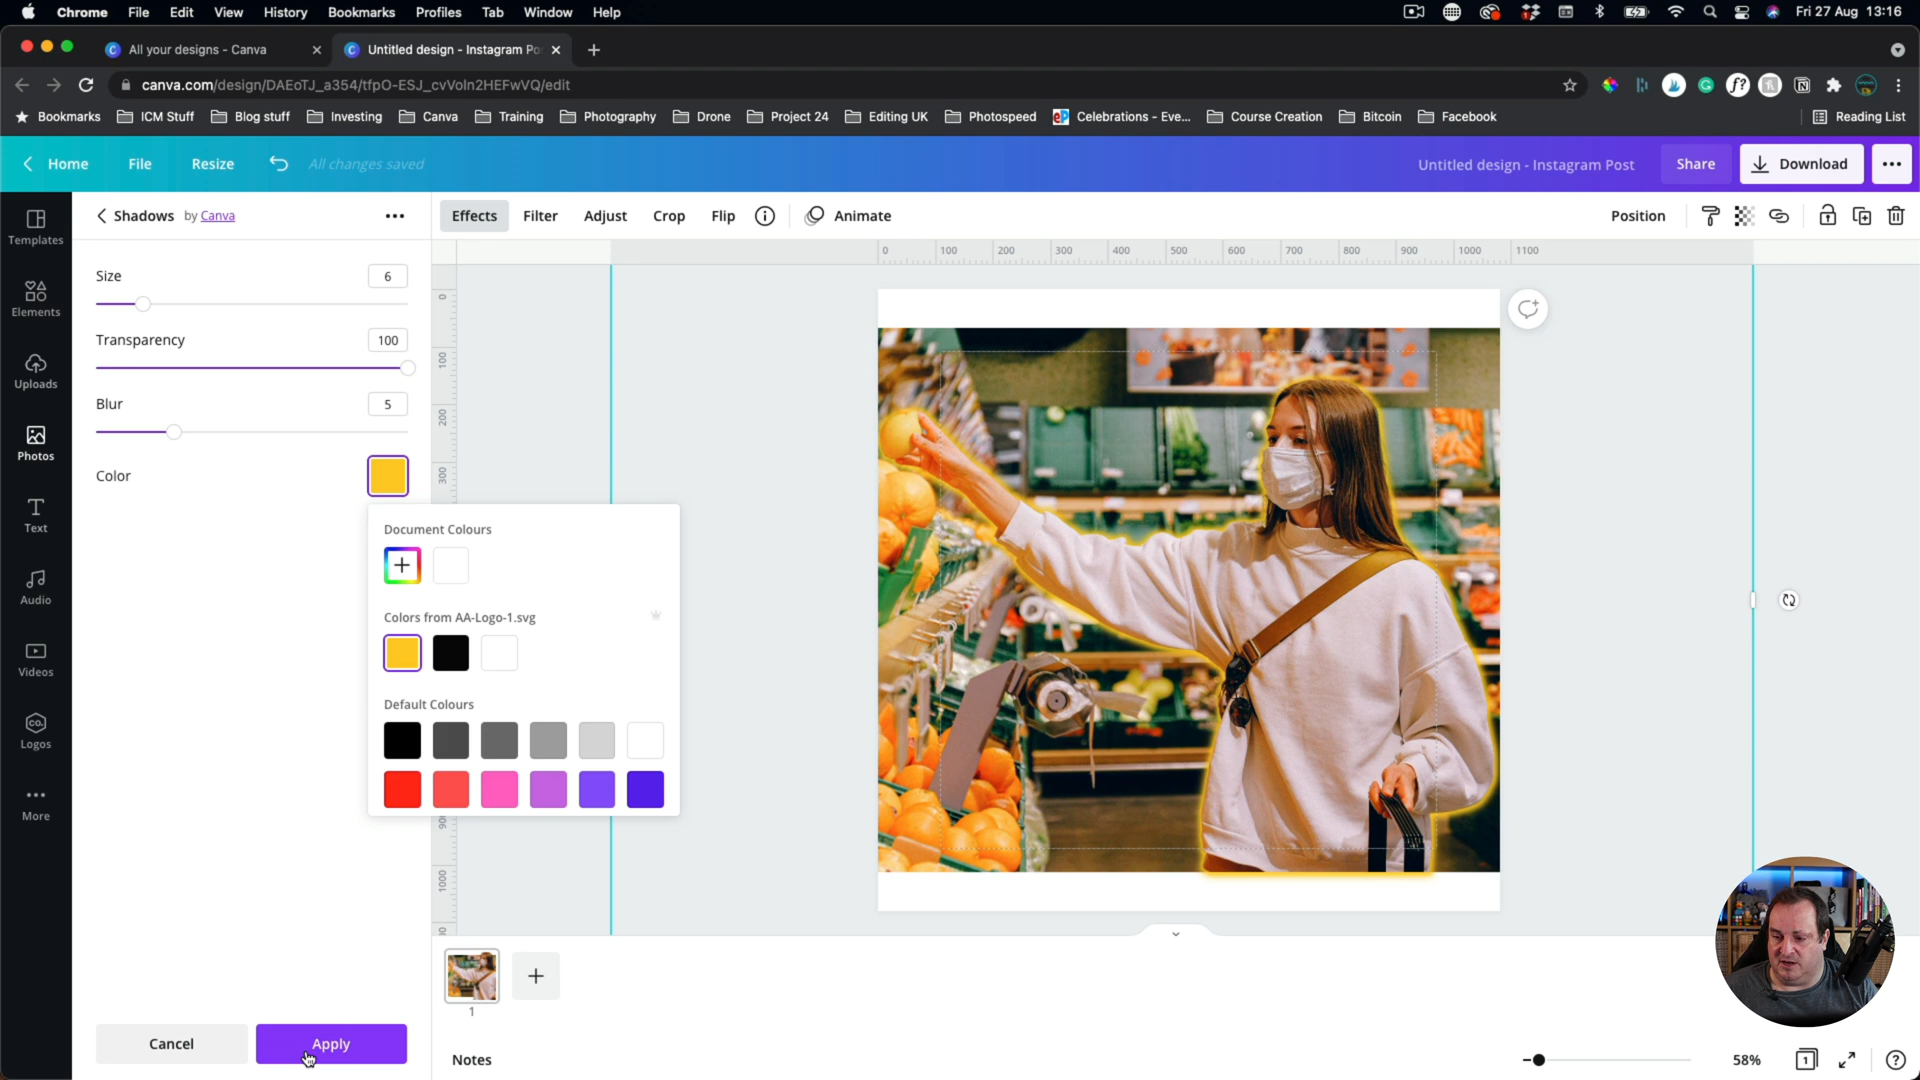 Chrome File Edit View History Bookmarks Profiles Tab Window Help Fri 27 Aug 13:16
All your designs - Canva Untitled design - Instagram Po
canva.com/design/DAEoTJ_a354/tfpO-ESJ_cvVoln2HEFwVQ/edit
Bookmarks ICM Stuff Blog stuff Investing Canva Training Photography Drone Project 24 Editing UK Photospeed Celebrations - Eve... Course Creation Bitcoin Facebook Reading List
Home File Resize All changes saved Untitled design - Instagram Post Share Download
Shadows by Canva Effects Filter Adjust Crop Flip Animate Position
Templates
Elements
Uploads
Photos
Text
Audio
Videos
Logos
More
Size 6
Transparency 100
Blur 5
Color
Document Colours
Colors from AA-Logo-1.svg
Default Colours
0 100 200 300 400 500 600 700 800 900 1000 1100
0
100
200
300
1000
1
Cancel Apply
Notes 58% 1